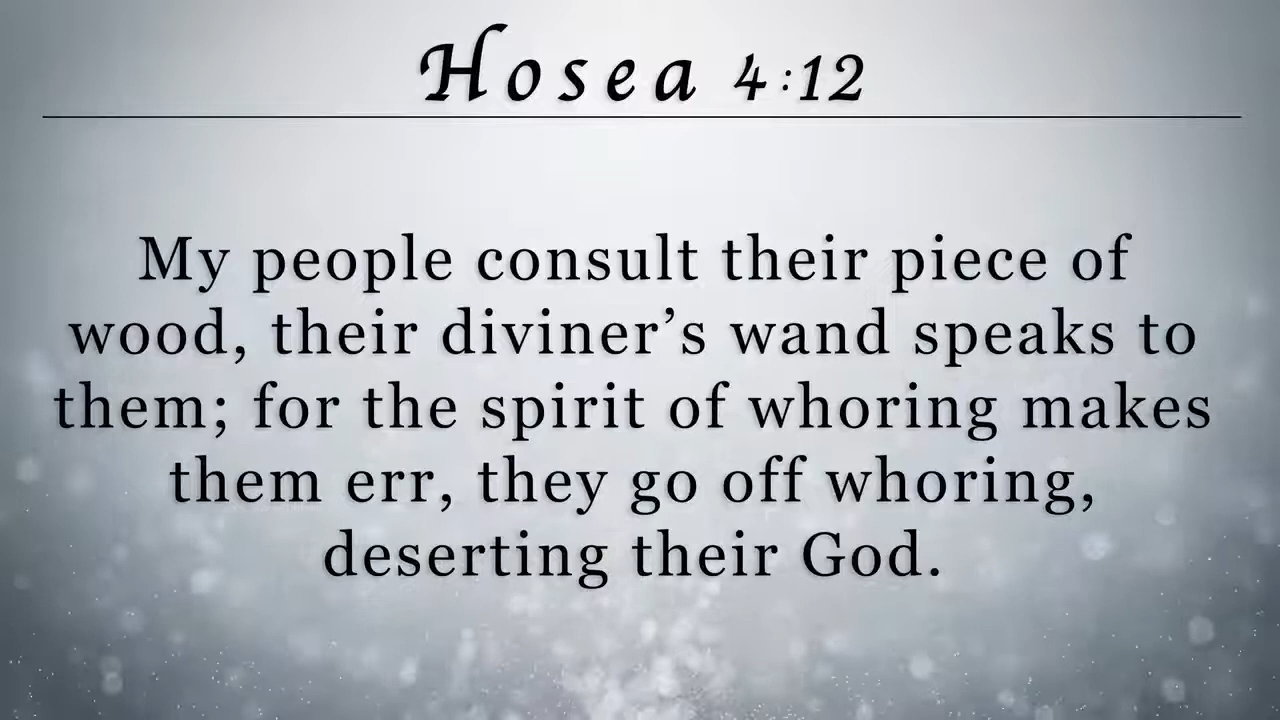 Hosea 4:12
My people consult their piece of
wood, their diviner’s wand speaks to
them; for the spirit of whoring makes
them err, they go off whoring,
deserting their God.